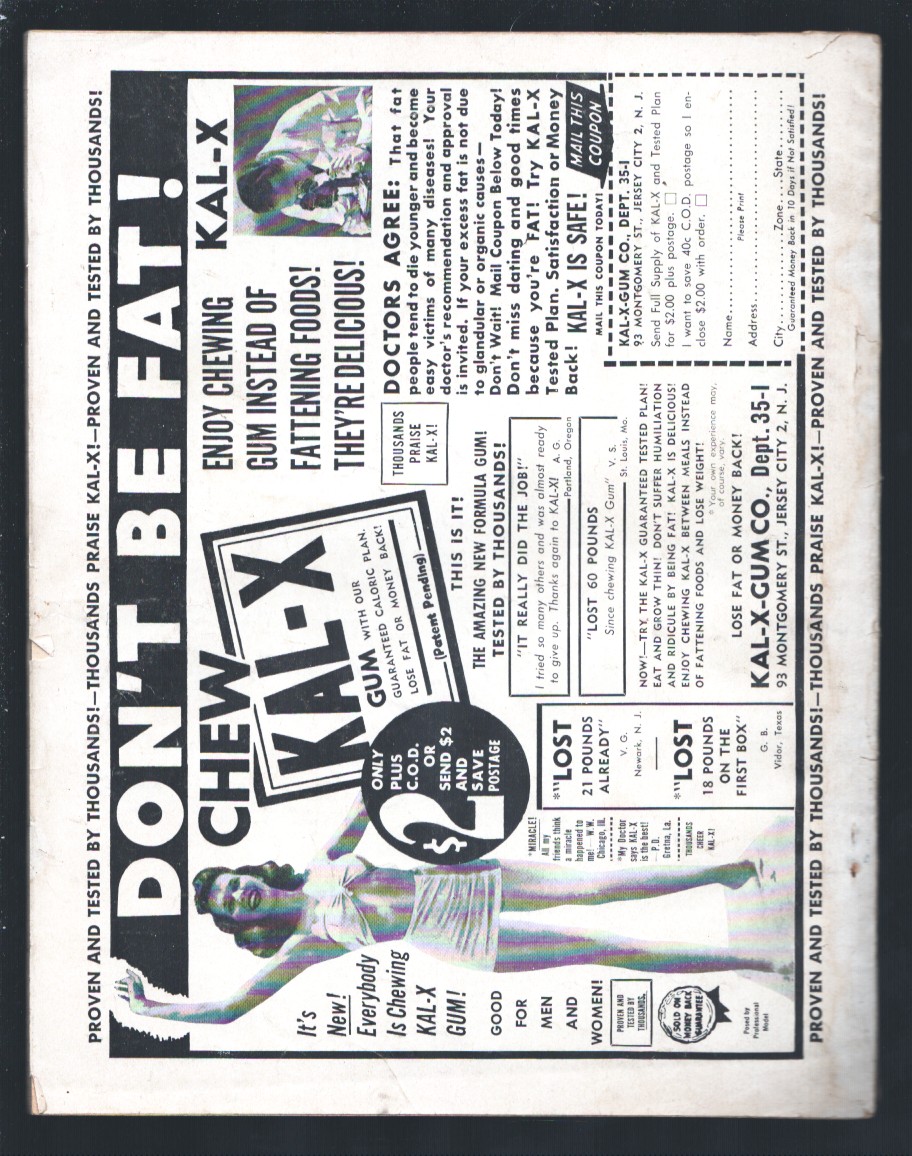 PROVEN AND TESTED BY THOUSANDS!—THOUSANDS PRAISE KAL-X!—PROVEN AND TESTED BY THOUSANDS!
DON'T BE FAT!
CHEW
KAL-X
GUM WITH OUR
GUARANTEED CALORIC PLAN.
LOSE FAT OR MONEY BACK!
(Patent Pending)
ENJOY CHEWING
GUM INSTEAD OF
FATTENING FOODS!
THEY'RE DELICIOUS!
KAL-X
It's
New!
Everybody
Is Chewing
KAL-X
GUM!
GOOD
FOR
MEN
AND
WOMEN!
PROVEN AND
TESTED BY
THOUSANDS.
SOLD ON
MONEY BACK
GUARANTEE!
Posed by
Professional
Model
ONLY
$2
PLUS
C.O.D.
OR
SEND $2
AND
SAVE
POSTAGE
"MIRACLE!
All my
friends think
a miracle
happened to
me! W.W.
Chicago, Ill.
"My Doctor
says KAL-X
is the best!
P.D.
Gretna, La.
THOUSANDS
CHEER
KAL-X!
*"LOST
21 POUNDS
ALREADY"
V. G.
Newark, N. J.
*"LOST
18 POUNDS
ON THE
FIRST BOX"
G. B.
Vidor, Texas
THIS IS IT!
THE AMAZING NEW FORMULA GUM!
TESTED BY THOUSANDS!
THOUSANDS
PRAISE
KAL-X!
"IT REALLY DID THE JOB!"
I tried so many others and was almost ready
to give up. Thanks again to KAL-X! A. G.
Portland, Oregon
"LOST 60 POUNDS
Since chewing KAL-X Gum" V. S.
St. Louis, Mo.
NOW!—TRY THE KAL-X GUARANTEED TESTED PLAN!
EAT AND GROW THIN! DON'T SUFFER HUMILIATION
AND RIDICULE BY BEING FAT! KAL-X IS DELICIOUS!
ENJOY CHEWING KAL-X BETWEEN MEALS INSTEAD
OF FATTENING FOODS AND LOSE WEIGHT!
* Your own experience may,
of course, vary.
LOSE FAT OR MONEY BACK!
KAL-X-GUM CO., Dept. 35-I
93 MONTGOMERY ST., JERSEY CITY 2, N. J.
DOCTORS AGREE: That fat
people tend to die younger and become
easy victims of many diseases! Your
doctor's recommendation and approval
is invited. If your excess fat is not due
to glandular or organic causes—
Don't Wait! Mail Coupon Below Today!
Don't miss dating and good times
because you're FAT! Try KAL-X
Tested Plan. Satisfaction or Money
Back! KAL-X IS SAFE!
MAIL THIS
COUPON
MAIL THIS COUPON TODAY!
KAL-X-GUM CO., DEPT. 35-I
93 MONTGOMERY ST., JERSEY CITY 2, N. J.
Send Full Supply of KAL-X and Tested Plan
for $2.00 plus postage. □
I want to save 40c C.O.D. postage so I en-
close $2.00 with order. □
Name
Please Print
Address
City Zone State
Guaranteed Money Back in 10 Days if Not Satisfied!
PROVEN AND TESTED BY THOUSANDS!—THOUSANDS PRAISE KAL-X!—PROVEN AND TESTED BY THOUSANDS!